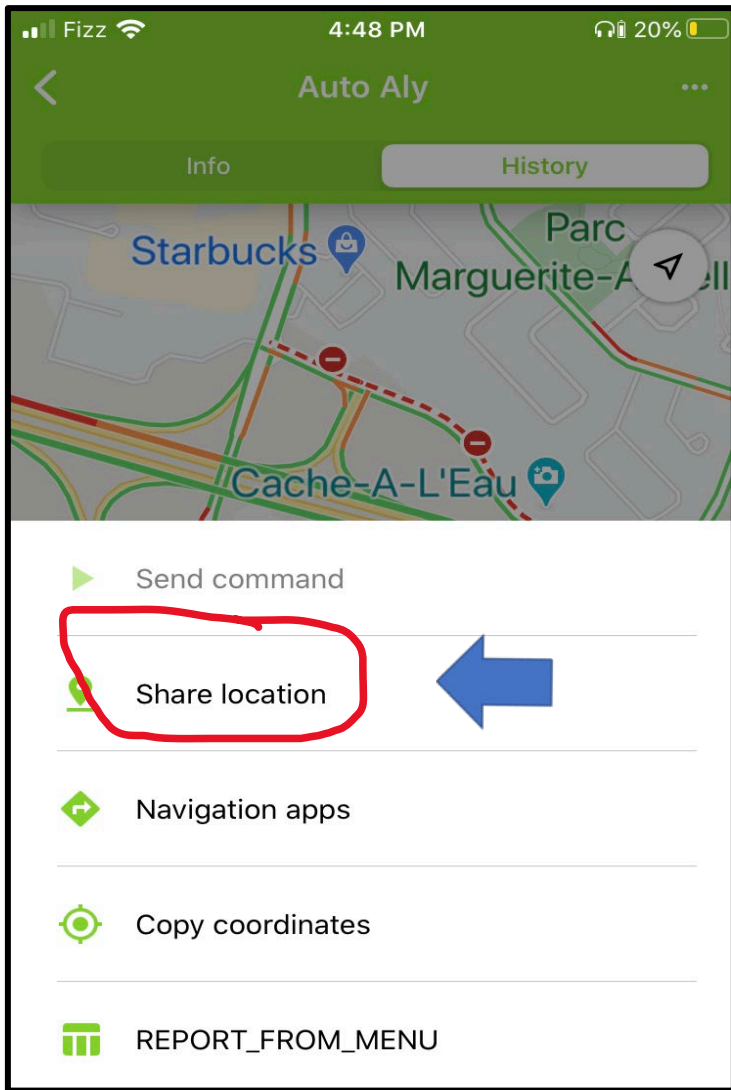 Fizz 4:48 PM 20%
Auto Aly
Info History
Starbucks
Parc
Marguerite-A
ell
Cache-A-L'Eau
Send command
Share location
Navigation apps
Copy coordinates
REPORT_FROM_MENU